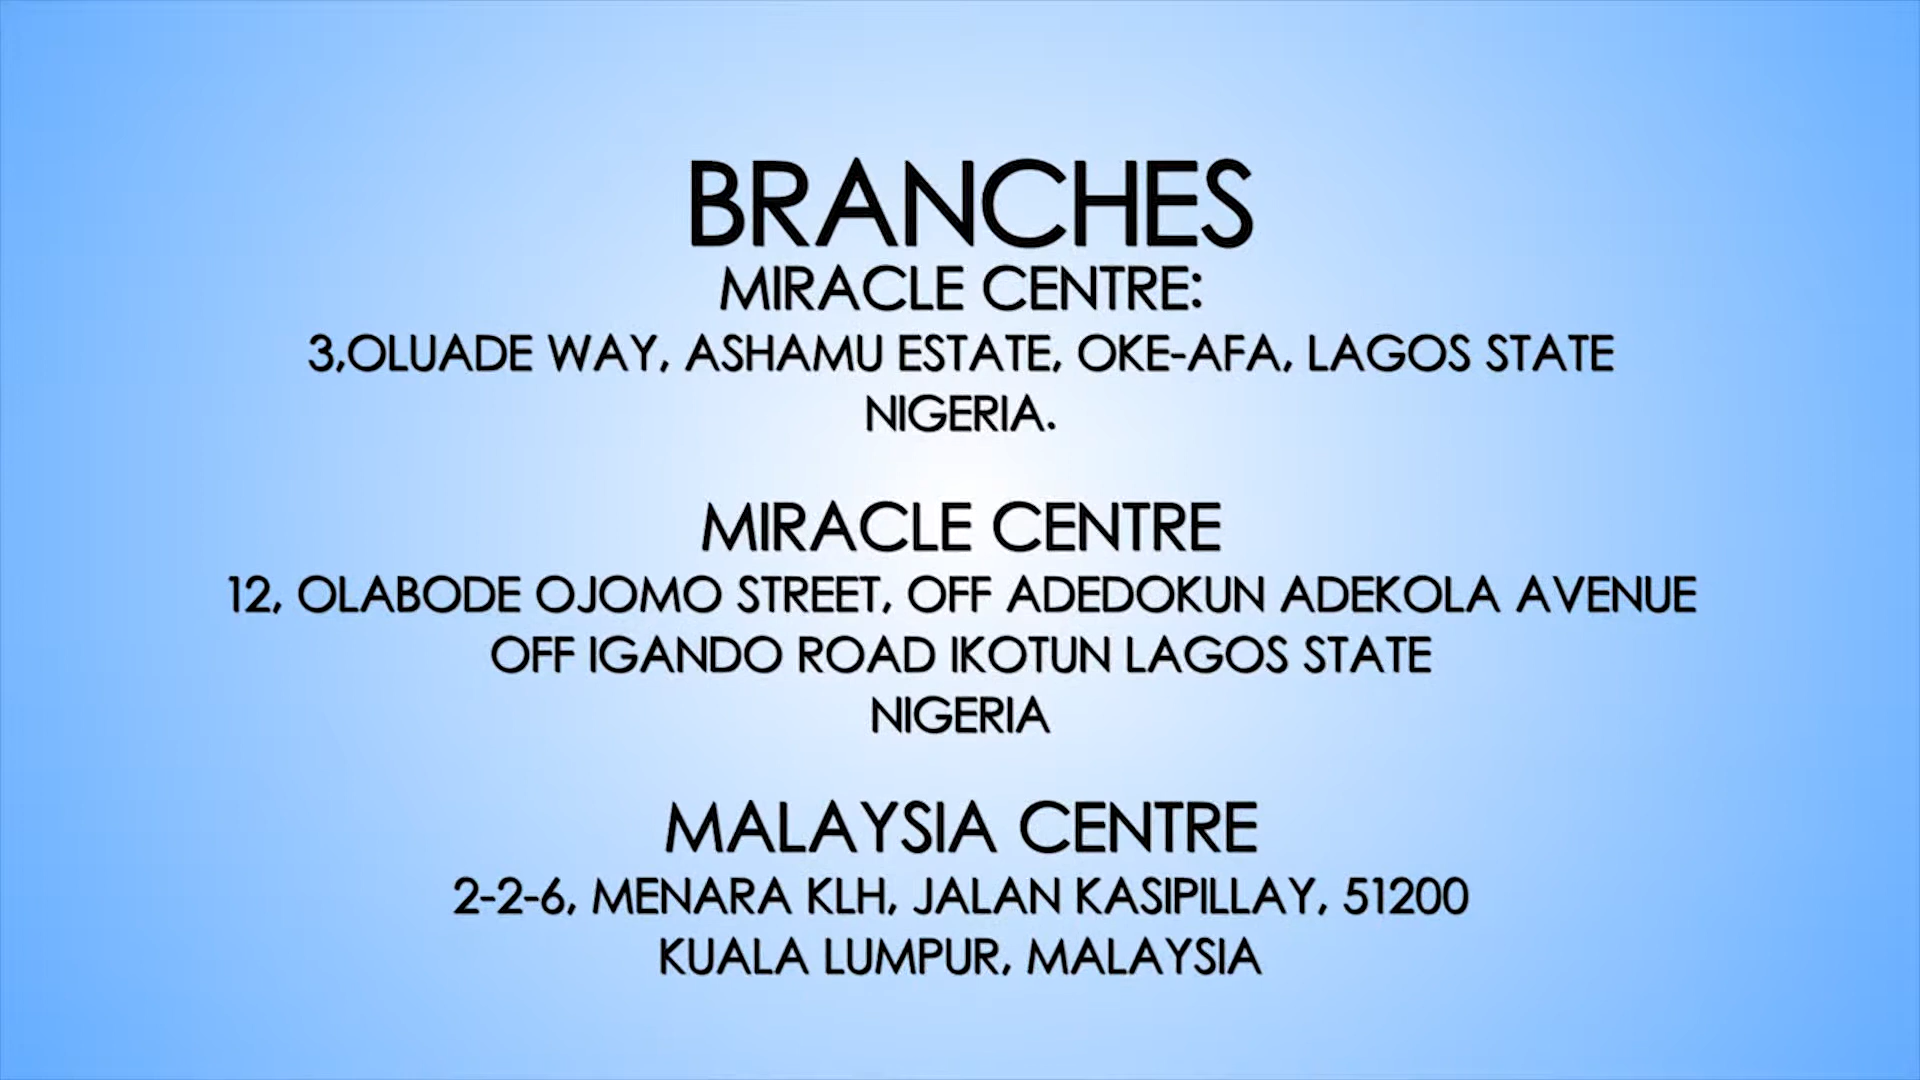 BRANCHES
MIRACLE CENTRE:
3,OLUADE WAY, ASHAMU ESTATE, OKE-AFA, LAGOS STATE
NIGERIA.
MIRACLE CENTRE
12, OLABODE OJOMO STREET, OFF ADEDOKUN ADEKOLA AVENUE
OFF IGANDO ROAD IKOTUN LAGOS STATE
NIGERIA
MALAYSIA CENTRE
2-2-6, MENARA KLH, JALAN KASIPILLAY, 51200
KUALA LUMPUR, MALAYSIA